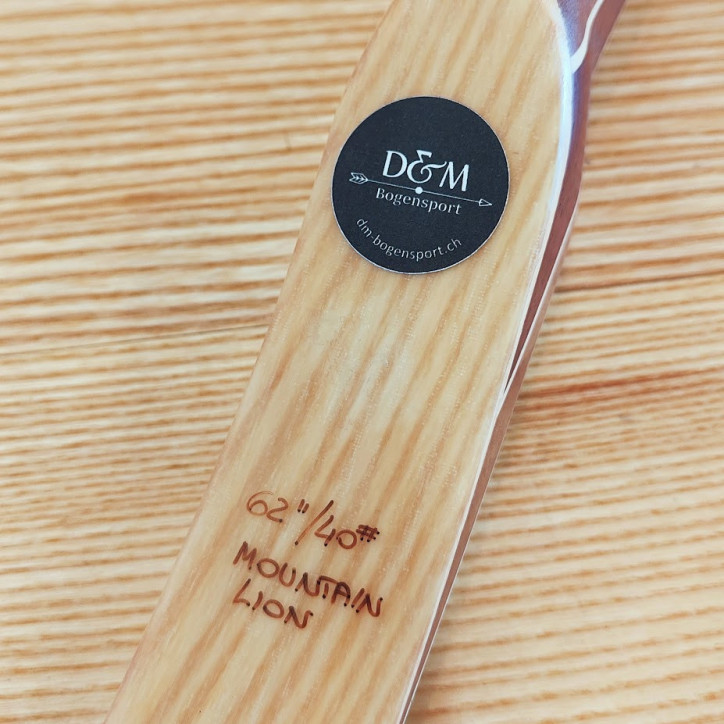 D&M
Bogensport
dm-bogensport.ch
62"/40#
MOUNTAIN
LION